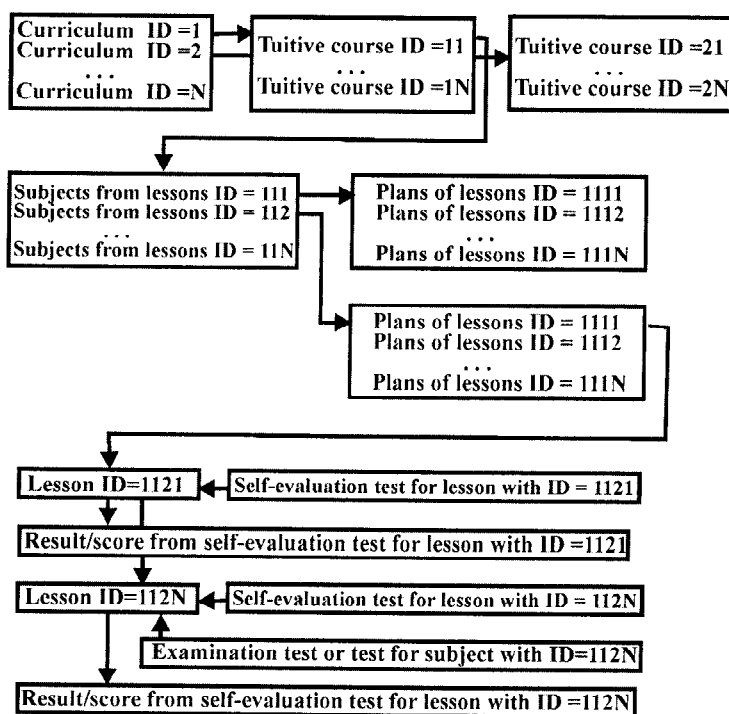 Curriculum ID =1
Curriculum ID =2
...
Curriculum ID =N
Tuitive course ID =11
...
Tuitive course ID =1N
Tuitive course ID =21
...
Tuitive course ID =2N
Subjects from lessons ID = 111
Subjects from lessons ID = 112
...
Subjects from lessons ID = 11N
Plans of lessons ID = 1111
Plans of lessons ID = 1112
...
Plans of lessons ID = 111N
Plans of lessons ID = 1111
Plans of lessons ID = 1112
...
Plans of lessons ID = 111N
Lesson ID=1121
Self-evaluation test for lesson with ID = 1121
Result/score from self-evaluation test for lesson with ID =1121
Lesson ID=112N
Self-evaluation test for lesson with ID = 112N
Examination test or test for subject with ID=112N
Result/score from self-evaluation test for lesson with ID =112N